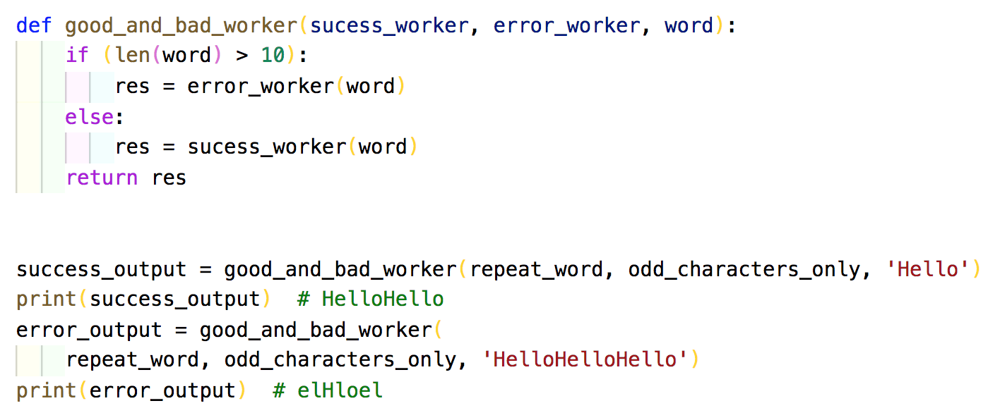 def good_and_bad_worker(sucess_worker, error_worker, word):
    if (len(word) > 10):
        res = error_worker(word)
    else:
        res = sucess_worker(word)
    return res
success_output = good_and_bad_worker(repeat_word, odd_characters_only, 'Hello')
print(success_output)  # HelloHello
error_output = good_and_bad_worker(
    repeat_word, odd_characters_only, 'HelloHelloHello')
print(error_output)  # elHloel